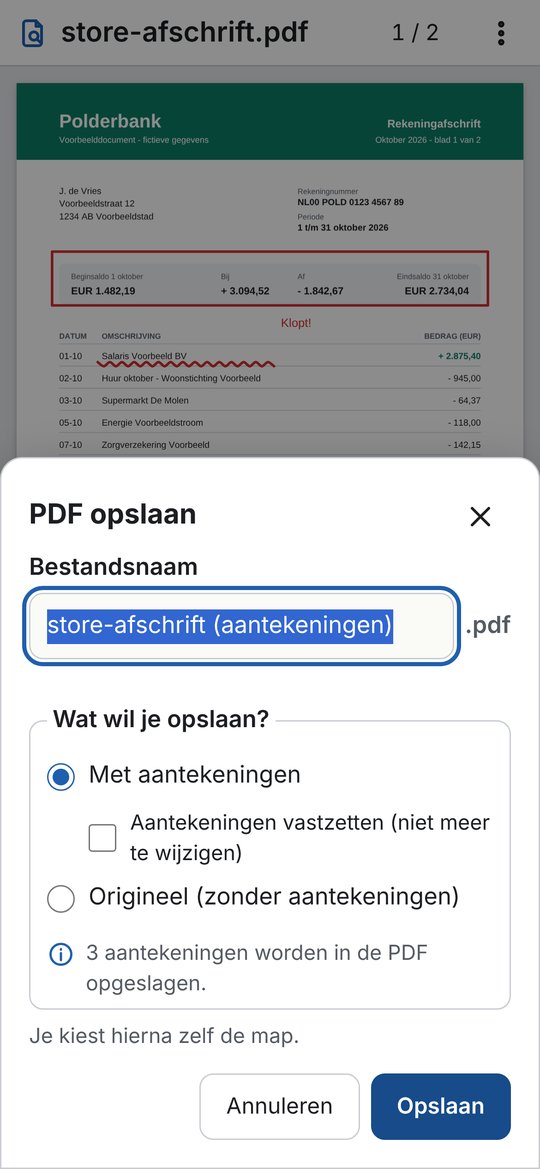 store-afschrift.pdf 1 / 2
Polderbank
Voorbeelddocument - fictieve gegevens
Rekeningafschrift
Oktober 2026 - blad 1 van 2
J. de Vries
Voorbeeldstraat 12
1234 AB Voorbeeldstad
Rekeningnummer
NL00 POLD 0123 4567 89
Periode
1 t/m 31 oktober 2026
Beginsaldo 1 oktober Bij Af Eindsaldo 31 oktober
EUR 1.482,19 + 3.094,52 - 1.842,67 EUR 2.734,04
Klopt!
DATUM OMSCHRIJVING BEDRAG (EUR)
01-10 Salaris Voorbeeld BV + 2.875,40
02-10 Huur oktober - Woonstichting Voorbeeld - 945,00
03-10 Supermarkt De Molen - 64,37
05-10 Energie Voorbeeldstroom - 118,00
07-10 Zorgverzekering Voorbeeld - 142,15
PDF opslaan
Bestandsnaam
store-afschrift (aantekeningen) .pdf
Wat wil je opslaan?
Met aantekeningen
Aantekeningen vastzetten (niet meer
te wijzigen)
Origineel (zonder aantekeningen)
3 aantekeningen worden in de PDF
opgeslagen.
Je kiest hierna zelf de map.
Annuleren Opslaan